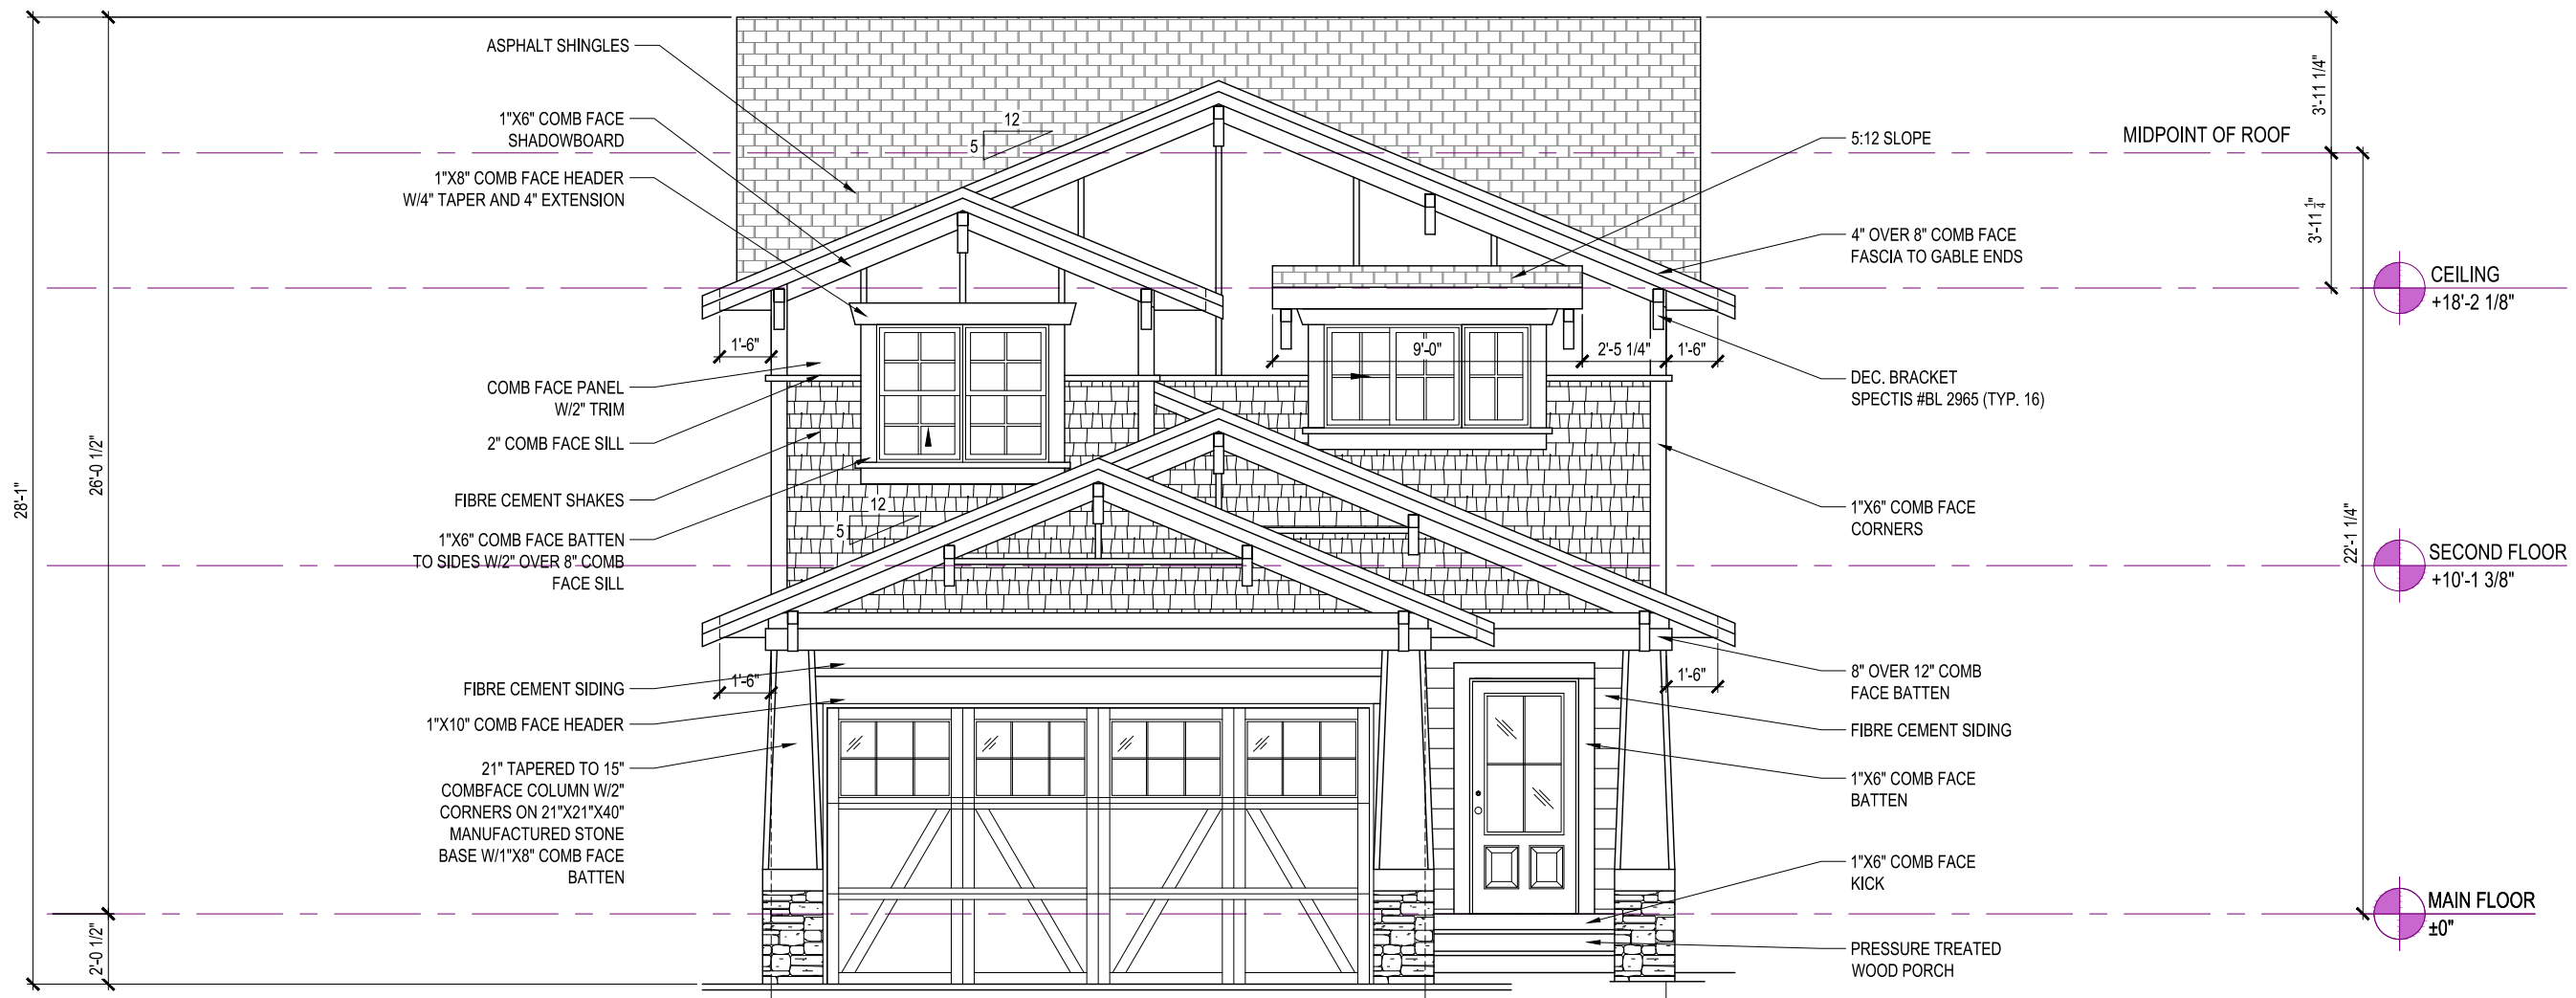 ASPHALT SHINGLES
1"X6" COMB FACE
SHADOWBOARD
1"X8" COMB FACE HEADER
W/4" TAPER AND 4" EXTENSION
COMB FACE PANEL
W/2" TRIM
2" COMB FACE SILL
FIBRE CEMENT SHAKES
1"X6" COMB FACE BATTEN
TO SIDES W/2" OVER 8" COMB
FACE SILL
FIBRE CEMENT SIDING
1"X10" COMB FACE HEADER
21" TAPERED TO 15"
COMBFACE COLUMN W/2"
CORNERS ON 21"X21"X40"
MANUFACTURED STONE
BASE W/1"X8" COMB FACE
BATTEN
28'-1"
26'-0 1/2"
2'-0 1/2"
12
5
12
5
1'-6"
9'-0"
2'-5 1/4"
1'-6"
1'-6"
1'-6"
5:12 SLOPE
4" OVER 8" COMB FACE
FASCIA TO GABLE ENDS
DEC. BRACKET
SPECTIS #BL 2965 (TYP. 16)
1"X6" COMB FACE
CORNERS
8" OVER 12" COMB
FACE BATTEN
FIBRE CEMENT SIDING
1"X6" COMB FACE
BATTEN
1"X6" COMB FACE
KICK
PRESSURE TREATED
WOOD PORCH
MIDPOINT OF ROOF
3'-11 1/4"
3'-11 1/4"
22'-1 1/4"
CEILING
+18'-2 1/8"
SECOND FLOOR
+10'-1 3/8"
MAIN FLOOR
±0"